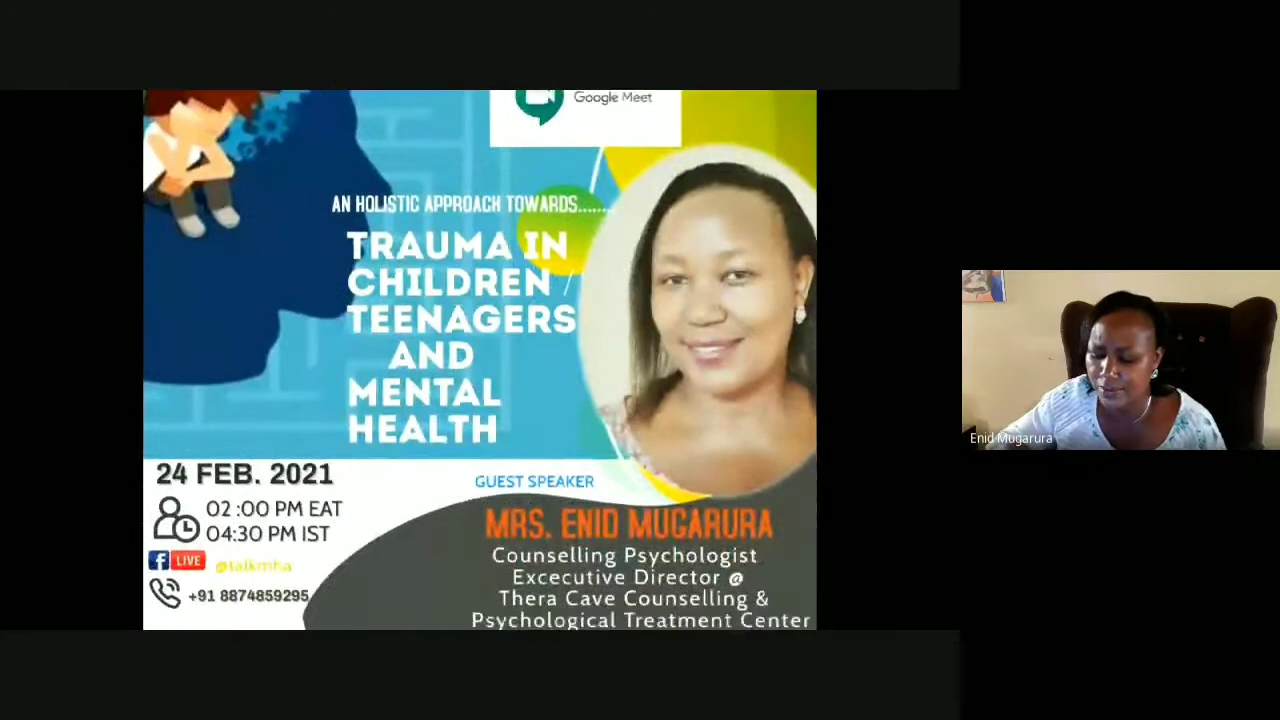 Google Meet
AN HOLISTIC APPROACH TOWARDS........
TRAUMA IN
CHILDREN
TEENAGERS
AND
MENTAL
HEALTH
24 FEB. 2021
02 :00 PM EAT
04:30 PM IST
f LIVE @talkmha
+91 8874859295
GUEST SPEAKER
MRS. ENID MUGARURA
Counselling Psychologist
Excecutive Director @
Thera Cave Counselling &
Psychological Treatment Center
Enid Mugarura